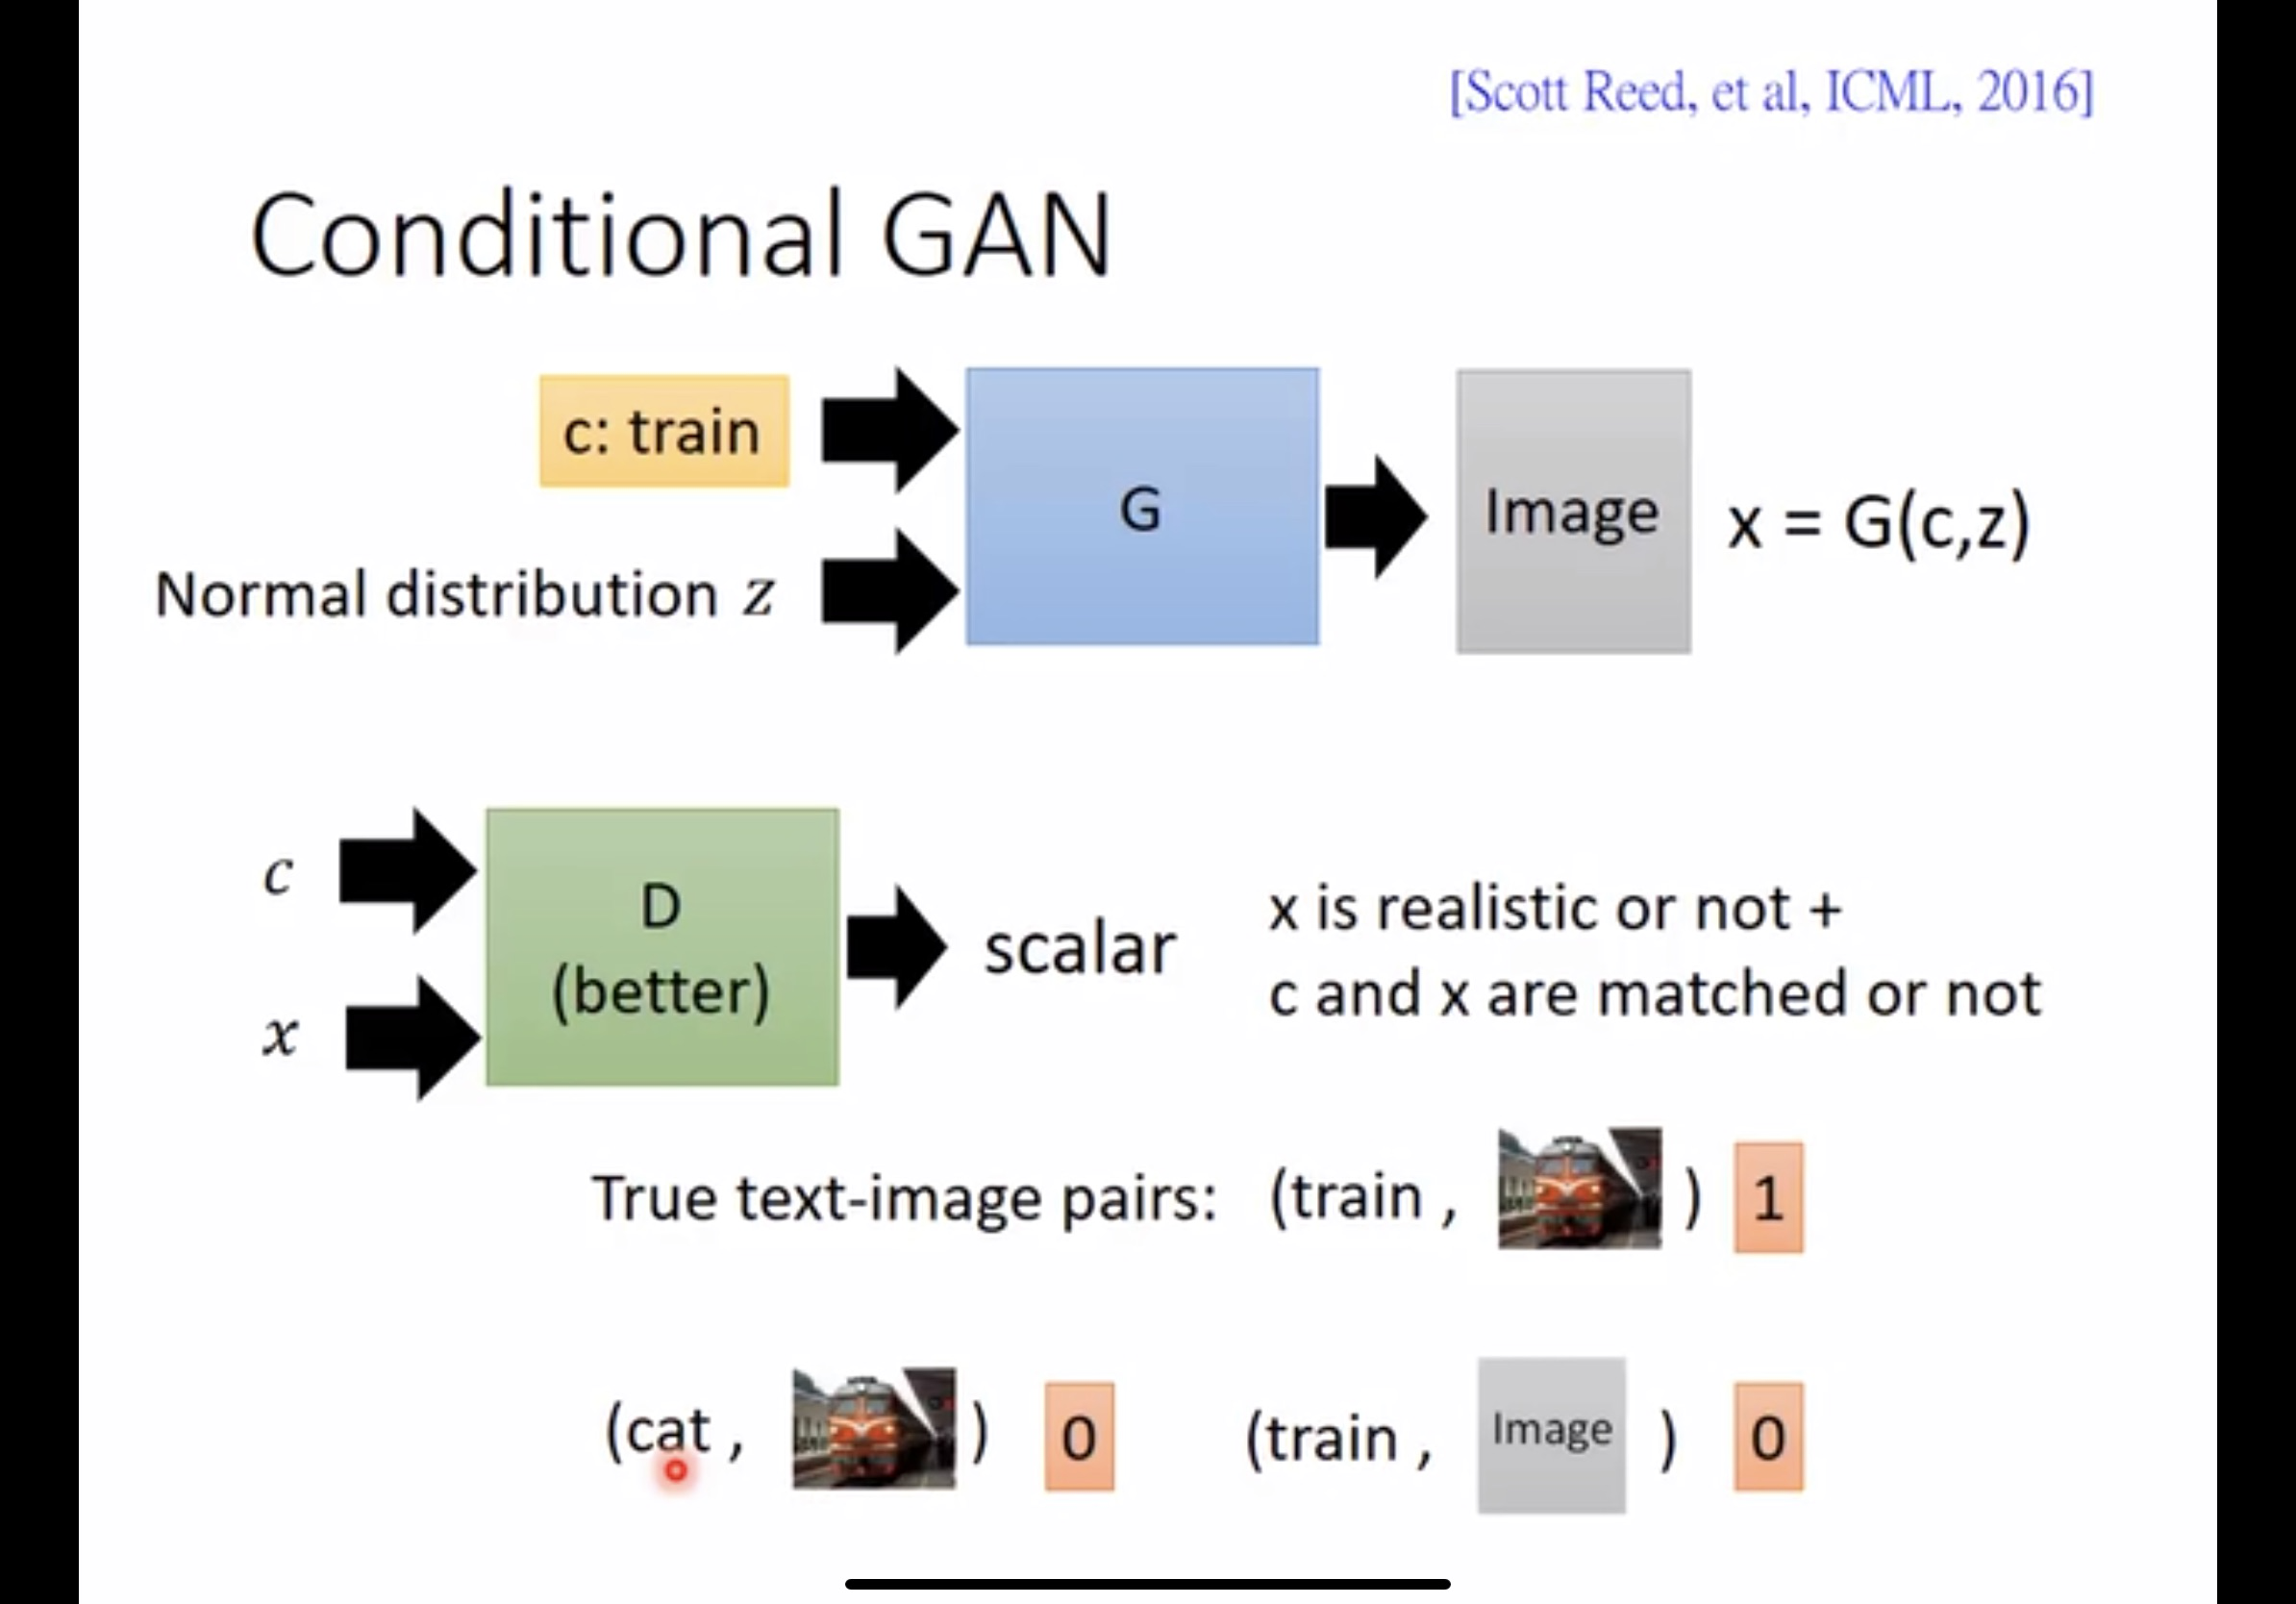 [Scott Reed, et al, ICML, 2016]
Conditional GAN
c: train
G
Image
x = G(c,z)
Normal distribution z
c
x
D
(better)
scalar
x is realistic or not +
c and x are matched or not
True text-image pairs: (train , ) 1
(cat , ) 0 (train , Image ) 0